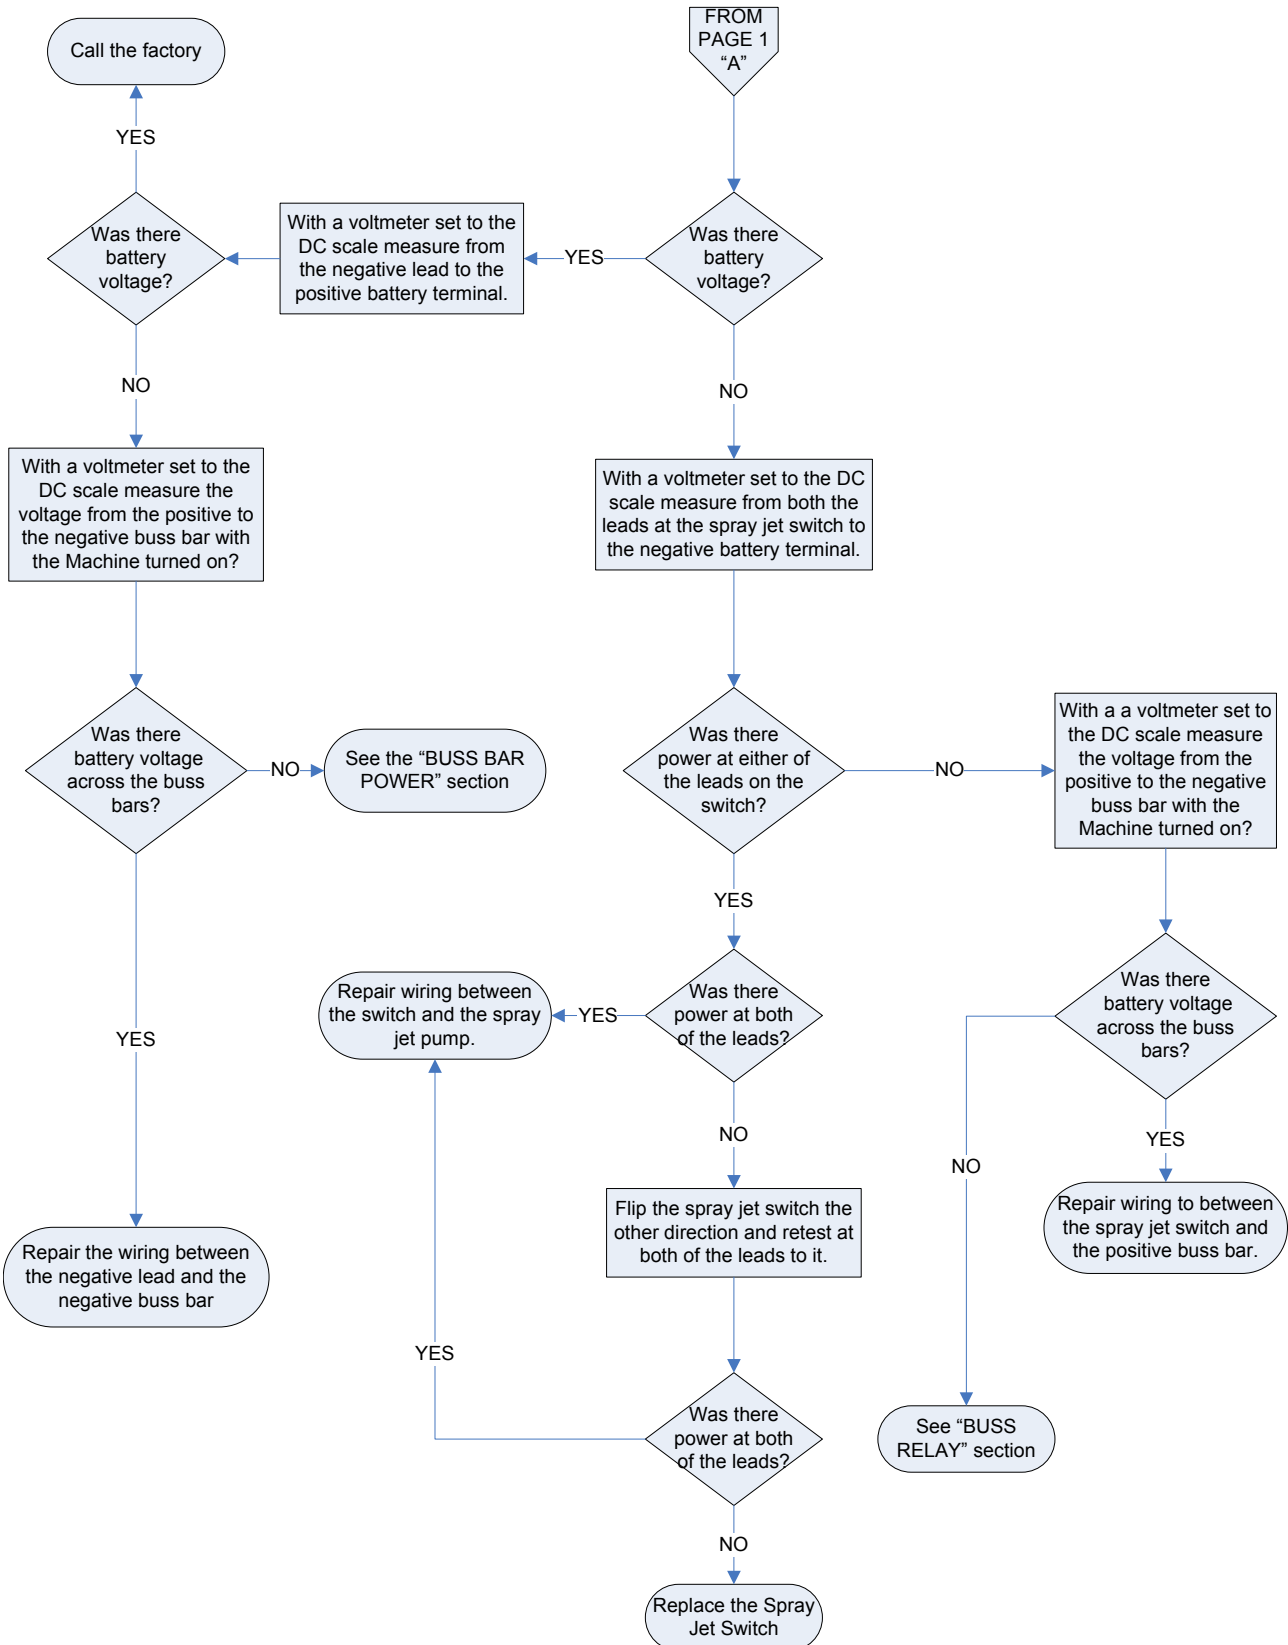 FROM
PAGE 1
“A”
Call the factory
YES
Was there
battery
voltage?
With a voltmeter set to the
DC scale measure from
the negative lead to the
positive battery terminal.
YES
Was there
battery
voltage?
NO
NO
With a voltmeter set to the
DC scale measure the
voltage from the positive to
the negative buss bar with
the Machine turned on?
With a voltmeter set to the DC
scale measure from both the
leads at the spray jet switch to
the negative battery terminal.
Was there
battery voltage
across the buss
bars?
NO
See the “BUSS BAR
POWER” section
Was there
power at either of
the leads on the
switch?
NO
With a a voltmeter set to
the DC scale measure
the voltage from the
positive to the negative
buss bar with the
Machine turned on?
YES
YES
Repair wiring between
the switch and the spray
jet pump.
YES
Was there
power at both
of the leads?
Was there
battery voltage
across the buss
bars?
NO
YES
NO
Repair the wiring between
the negative lead and the
negative buss bar
Flip the spray jet switch the
other direction and retest at
both of the leads to it.
Repair wiring to between
the spray jet switch and
the positive buss bar.
YES
Was there
power at both
of the leads?
See “BUSS
RELAY” section
NO
Replace the Spray
Jet Switch